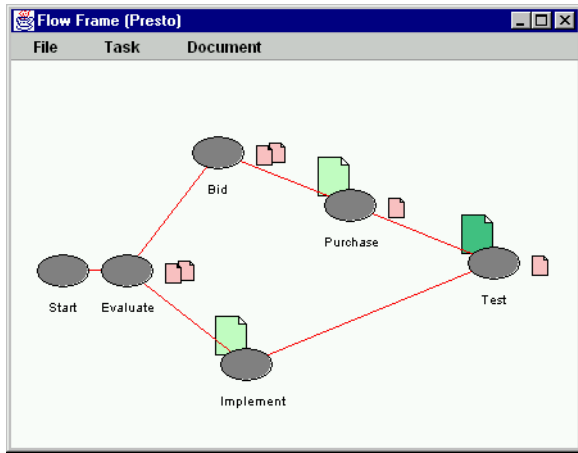 Flow Frame (Presto)
File Task Document
Bid
Purchase
Test
Start Evaluate
Implement